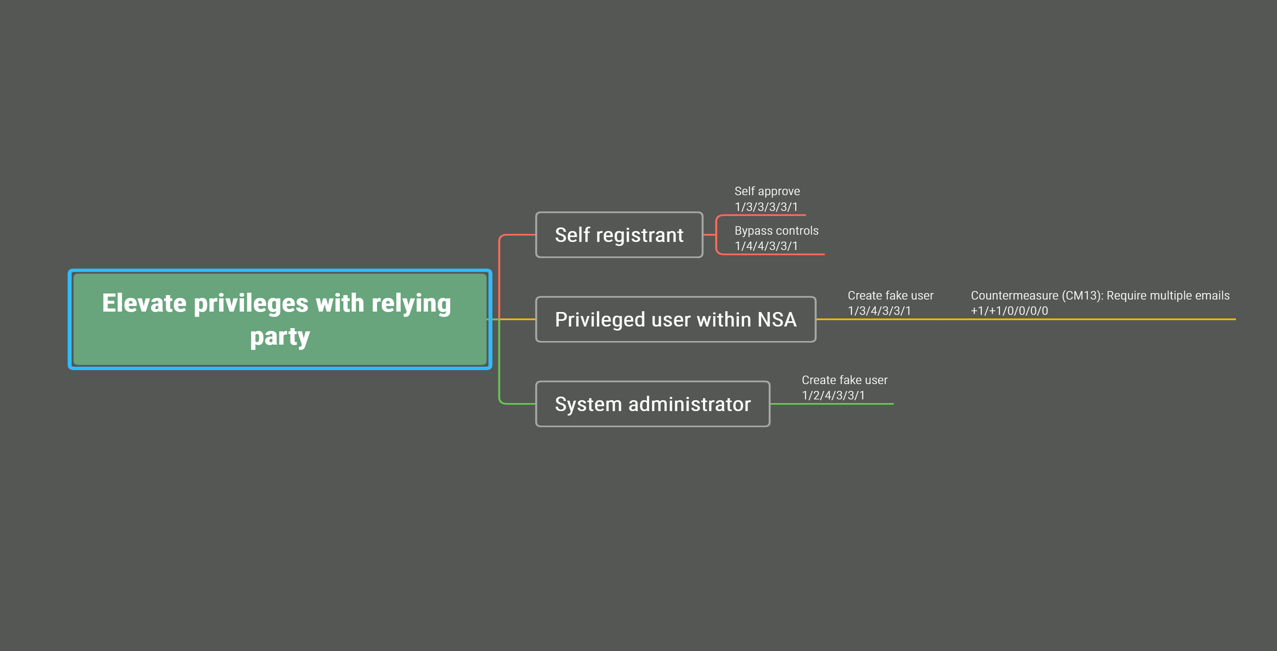 Elevate privileges with relying
party
Self registrant
Self approve
1/3/3/3/3/1
Bypass controls
1/4/4/3/3/1
Privileged user within NSA
Create fake user
1/3/4/3/3/1
Countermeasure (CM13): Require multiple emails
+1/+1/0/0/0/0
System administrator
Create fake user
1/2/4/3/3/1